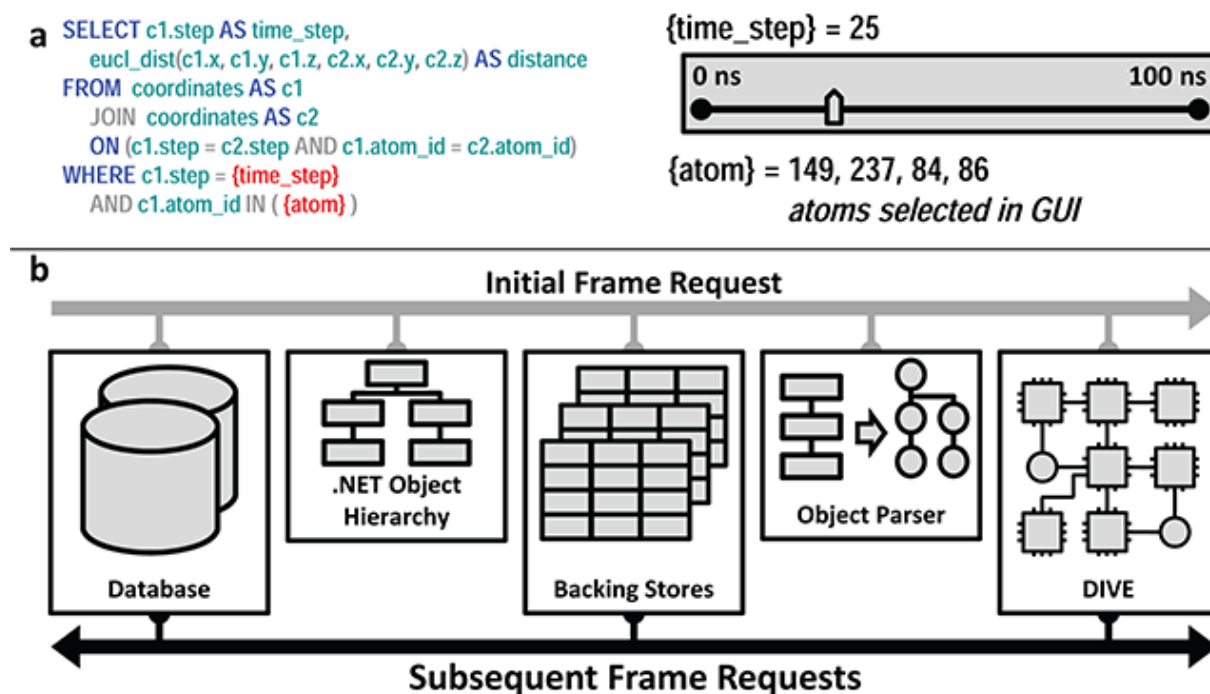 a
SELECT c1.step AS time_step,
eucl_dist(c1.x, c1.y, c1.z, c2.x, c2.y, c2.z) AS distance
FROM coordinates AS c1
JOIN coordinates AS c2
ON (c1.step = c2.step AND c1.atom_id = c2.atom_id)
WHERE c1.step = {time_step}
AND c1.atom_id IN ( {atom} )
{time_step} = 25
0 ns 100 ns
{atom} = 149, 237, 84, 86
atoms selected in GUI
b
Initial Frame Request
Database
.NET Object
Hierarchy
Backing Stores
Object Parser
DIVE
Subsequent Frame Requests